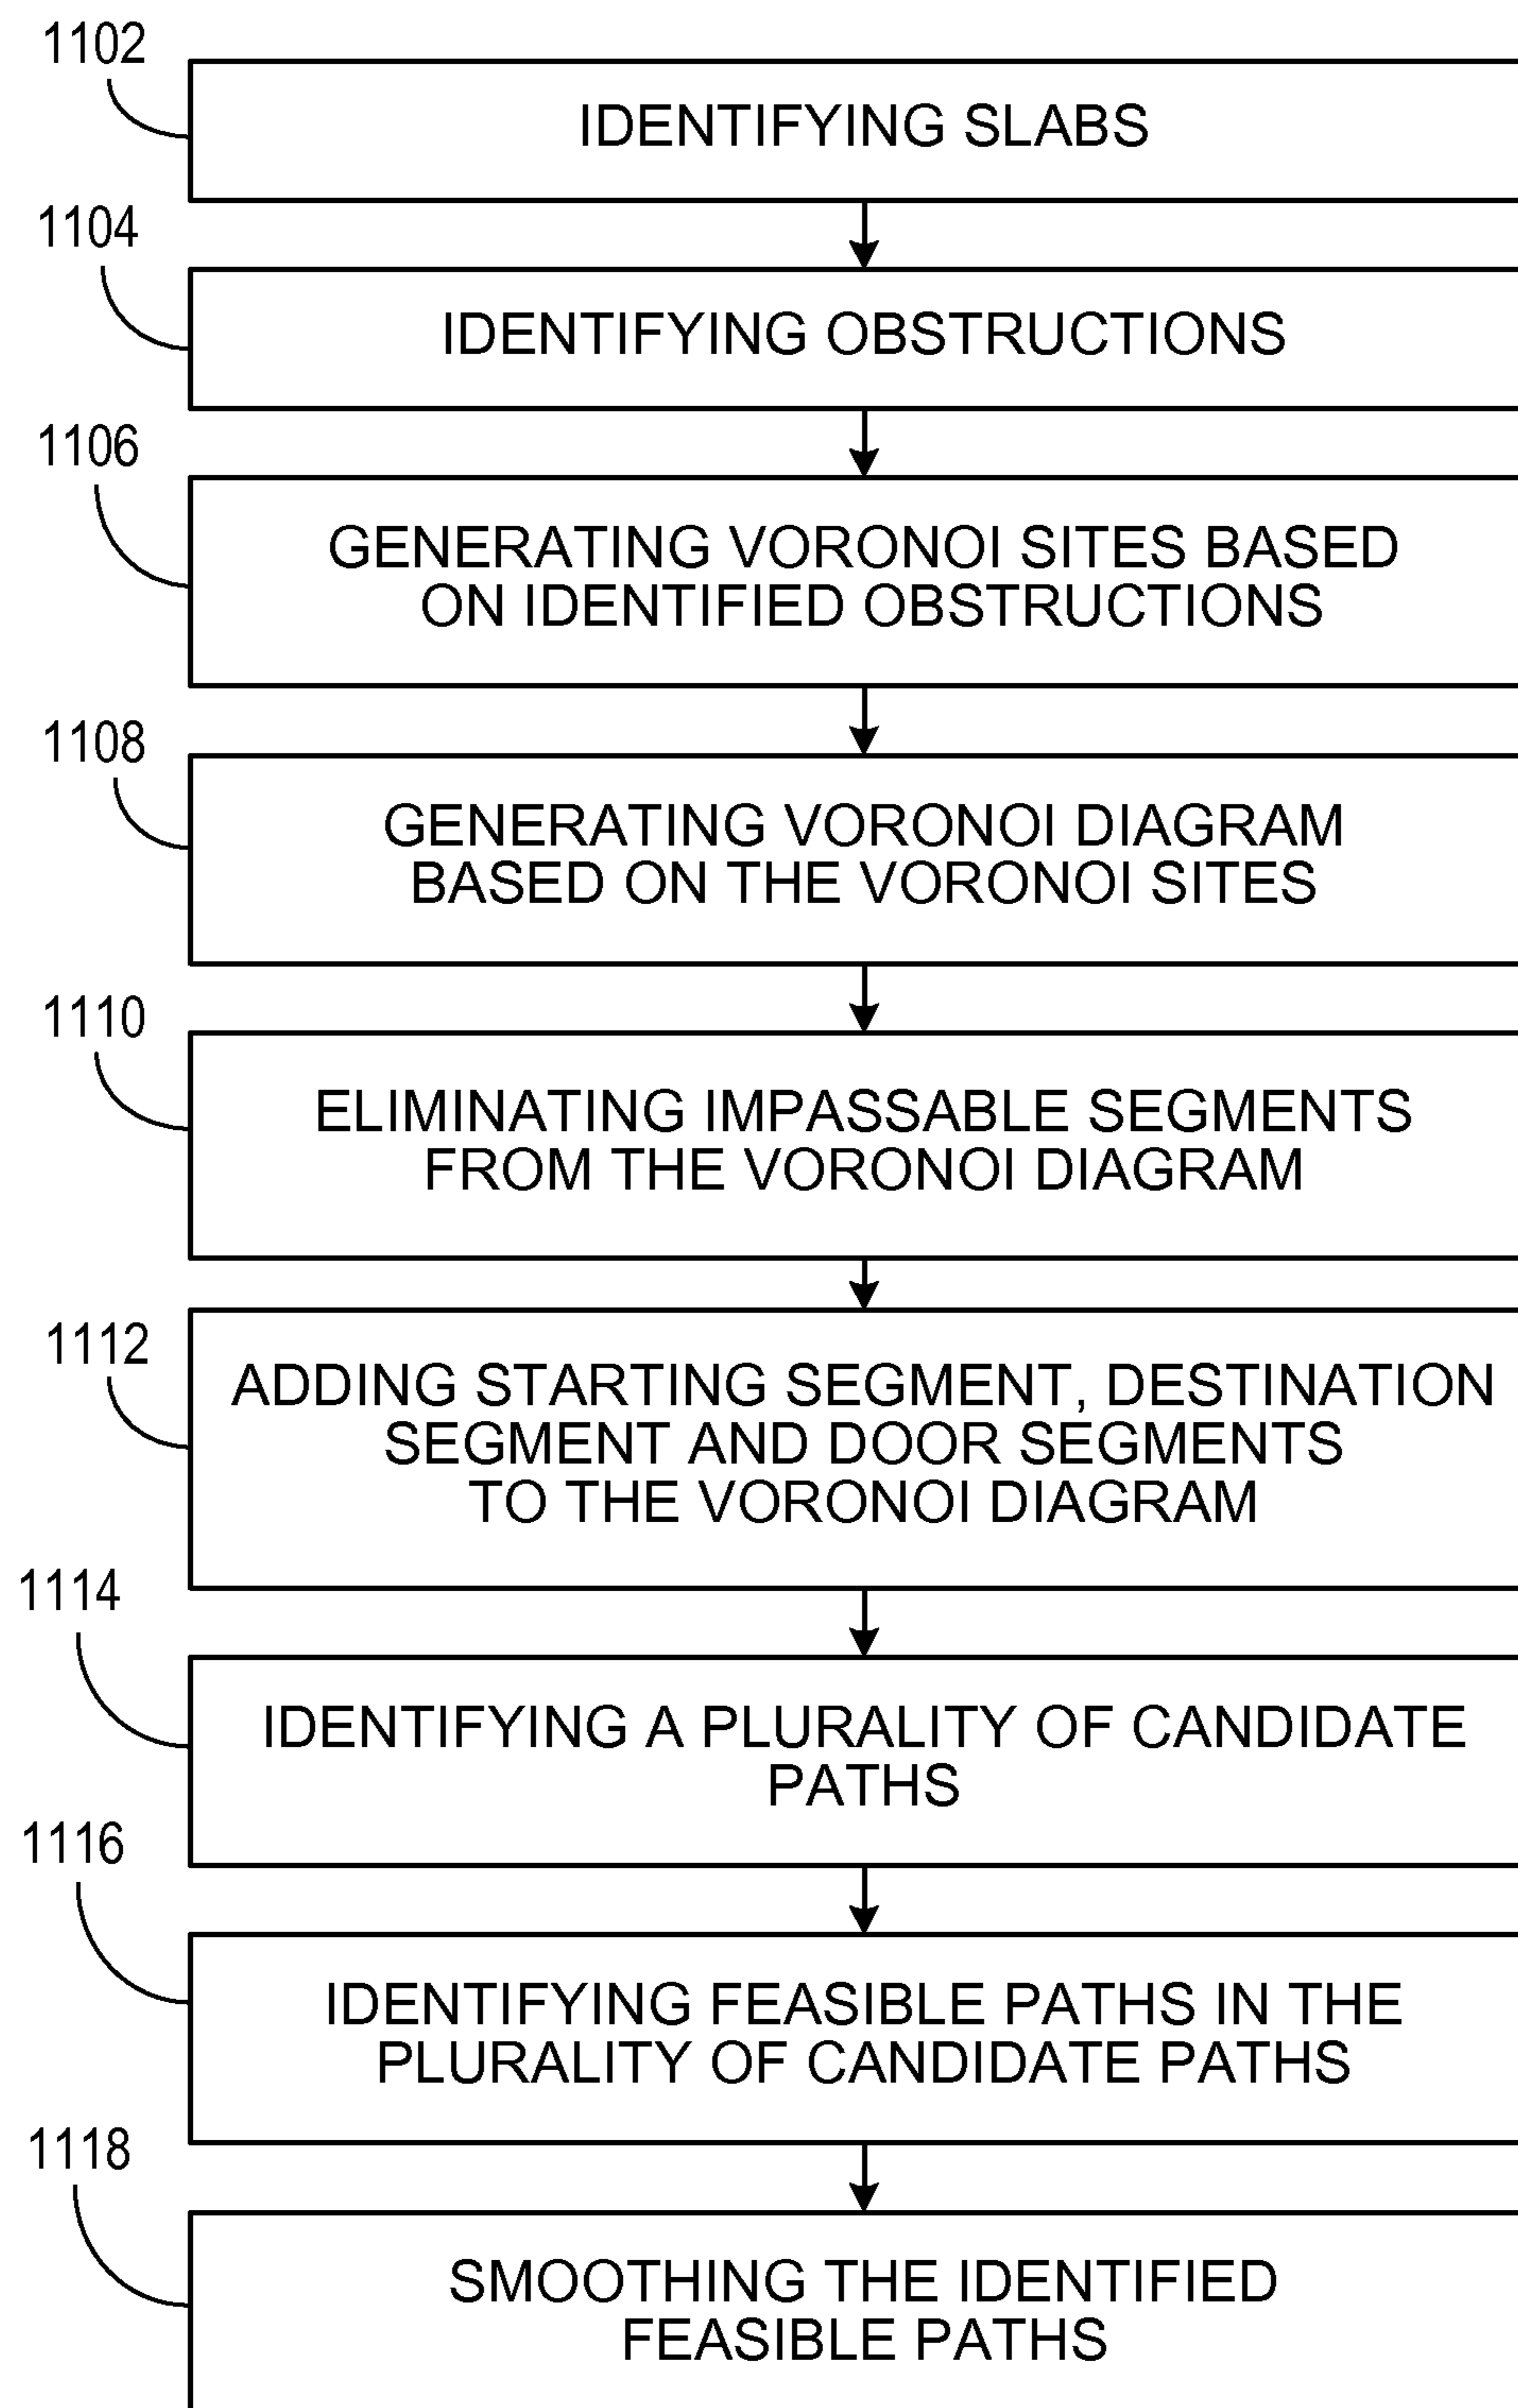 1102
IDENTIFYING SLABS
1104
IDENTIFYING OBSTRUCTIONS
1106
GENERATING VORONOI SITES BASED
ON IDENTIFIED OBSTRUCTIONS
1108
GENERATING VORONOI DIAGRAM
BASED ON THE VORONOI SITES
1110
ELIMINATING IMPASSABLE SEGMENTS
FROM THE VORONOI DIAGRAM
1112
ADDING STARTING SEGMENT, DESTINATION
SEGMENT AND DOOR SEGMENTS
TO THE VORONOI DIAGRAM
1114
IDENTIFYING A PLURALITY OF CANDIDATE
PATHS
1116
IDENTIFYING FEASIBLE PATHS IN THE
PLURALITY OF CANDIDATE PATHS
1118
SMOOTHING THE IDENTIFIED
FEASIBLE PATHS